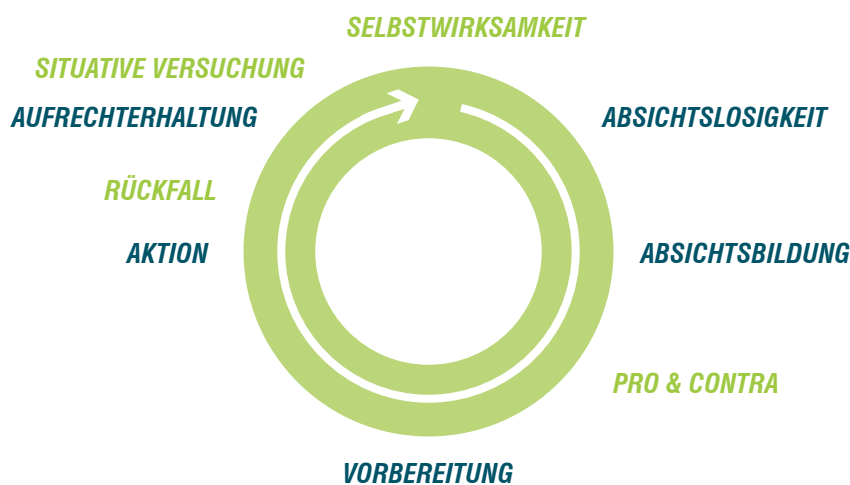 SELBSTWIRKSAMKEIT
SITUATIVE VERSUCHUNG
AUFRECHTERHALTUNG
ABSICHTSLOSIGKEIT
RÜCKFALL
AKTION
ABSICHTSBILDUNG
PRO & CONTRA
VORBEREITUNG